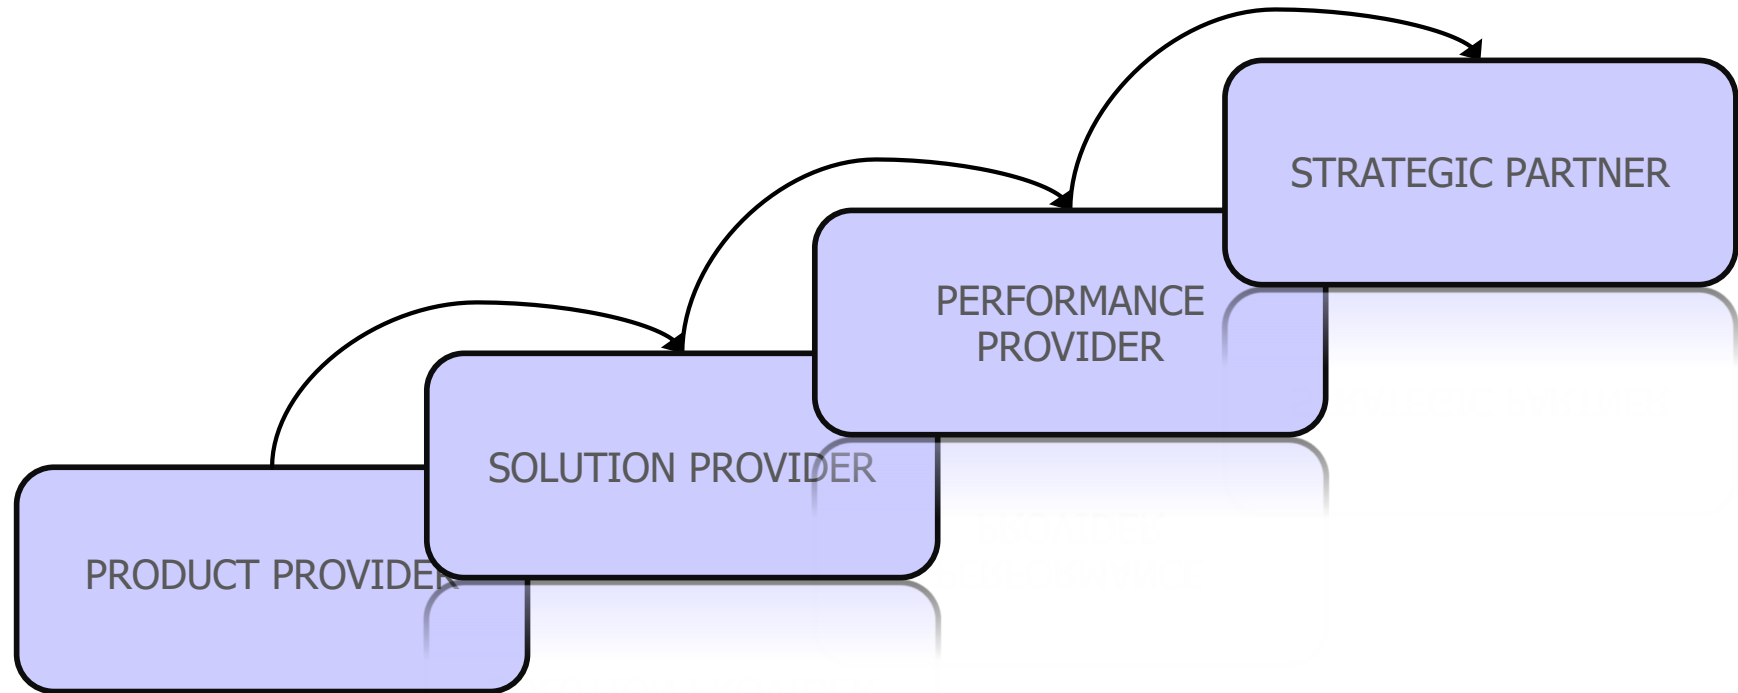 STRATEGIC PARTNER
PERFORMANCE
PROVIDER
SOLUTION PROVIDER
PRODUCT PROVIDER